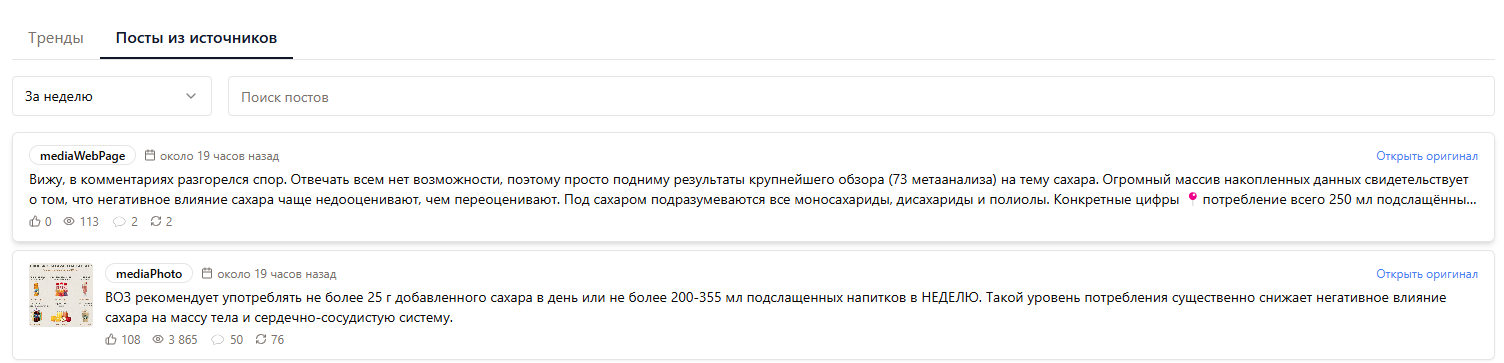 Тренды Посты из источников
За неделю Поиск постов
mediaWebPage около 19 часов назад Открыть оригинал
Вижу, в комментариях разгорелся спор. Отвечать всем нет возможности, поэтому просто подниму результаты крупнейшего обзора (73 метаанализа) на тему сахара. Огромный массив накопленных данных свидетельствует
о том, что негативное влияние сахара чаще недооценивают, чем переоценивают. Под сахаром подразумеваются все моносахариды, дисахариды и полиолы. Конкретные цифры 📍потребление всего 250 мл подслащённы...
0 113 2 2
mediaPhoto около 19 часов назад Открыть оригинал
ВОЗ рекомендует употреблять не более 25 г добавленного сахара в день или не более 200-355 мл подслащенных напитков в НЕДЕЛЮ. Такой уровень потребления существенно снижает негативное влияние
сахара на массу тела и сердечно-сосудистую систему.
108 3 865 50 76